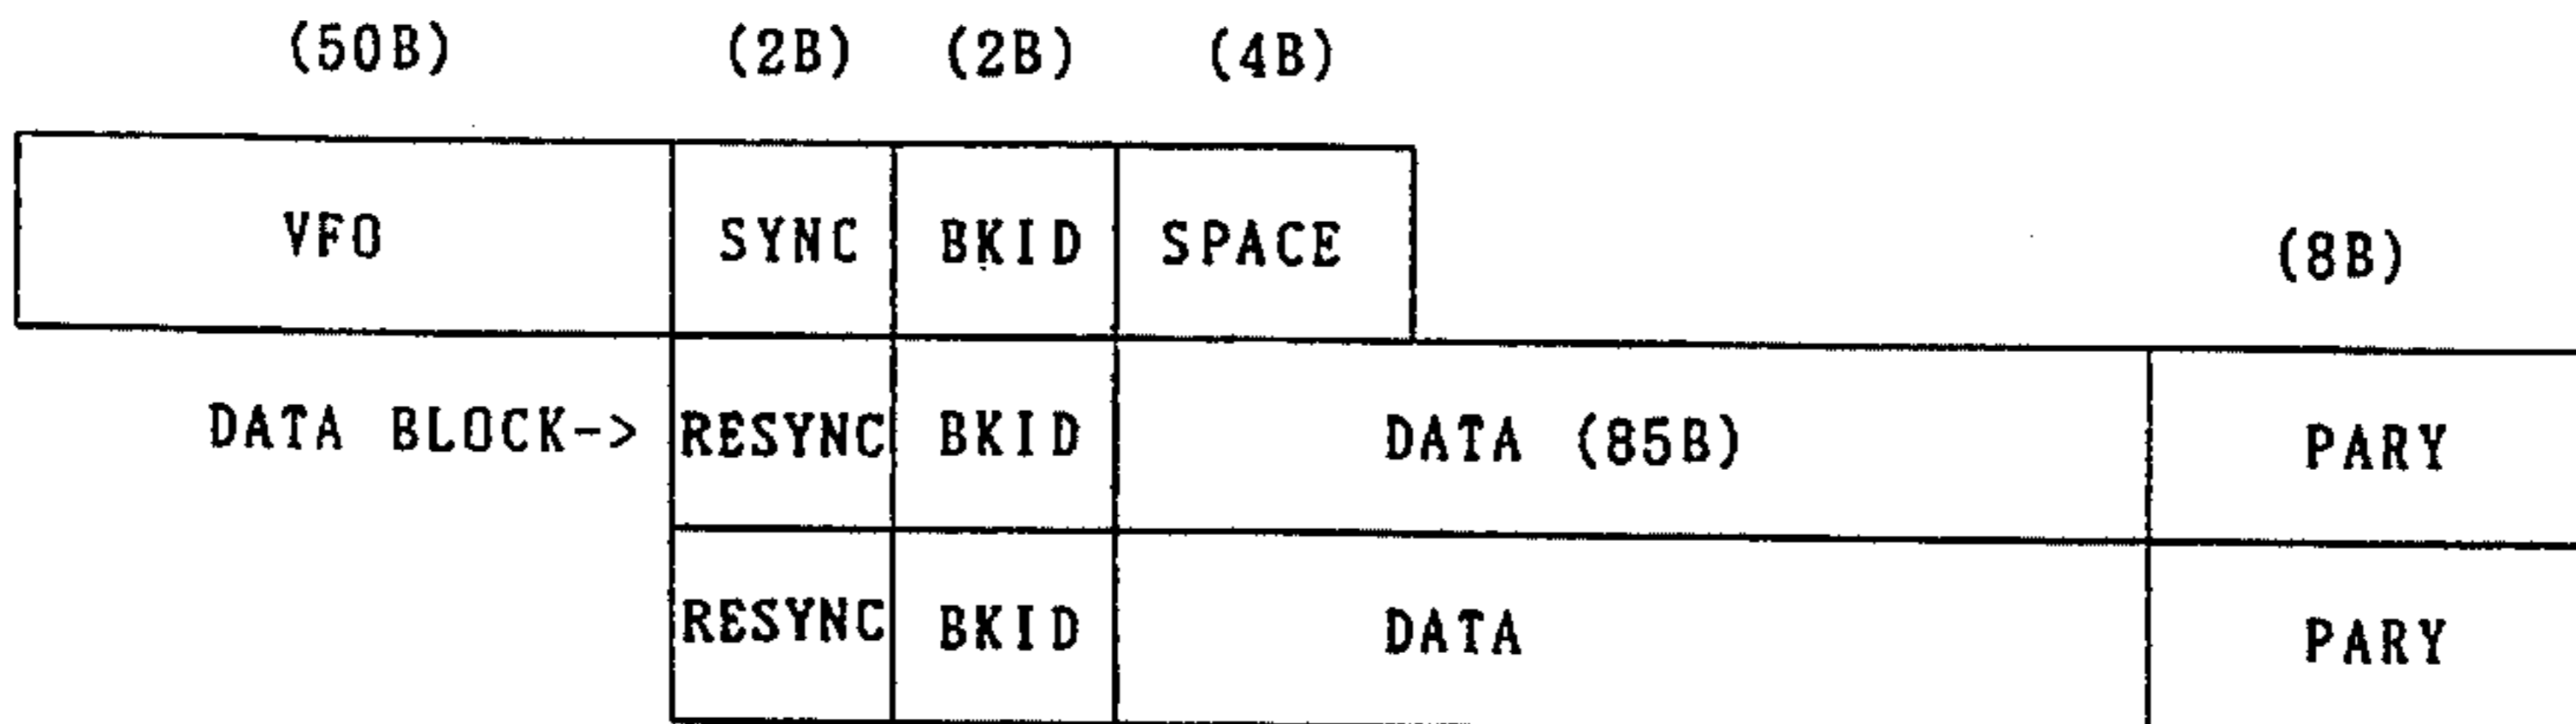 (50B) (2B) (2B) (4B)
VFO SYNC BKID SPACE (8B)
DATA BLOCK-> RESYNC BKID DATA (85B) PARY
RESYNC BKID DATA PARY